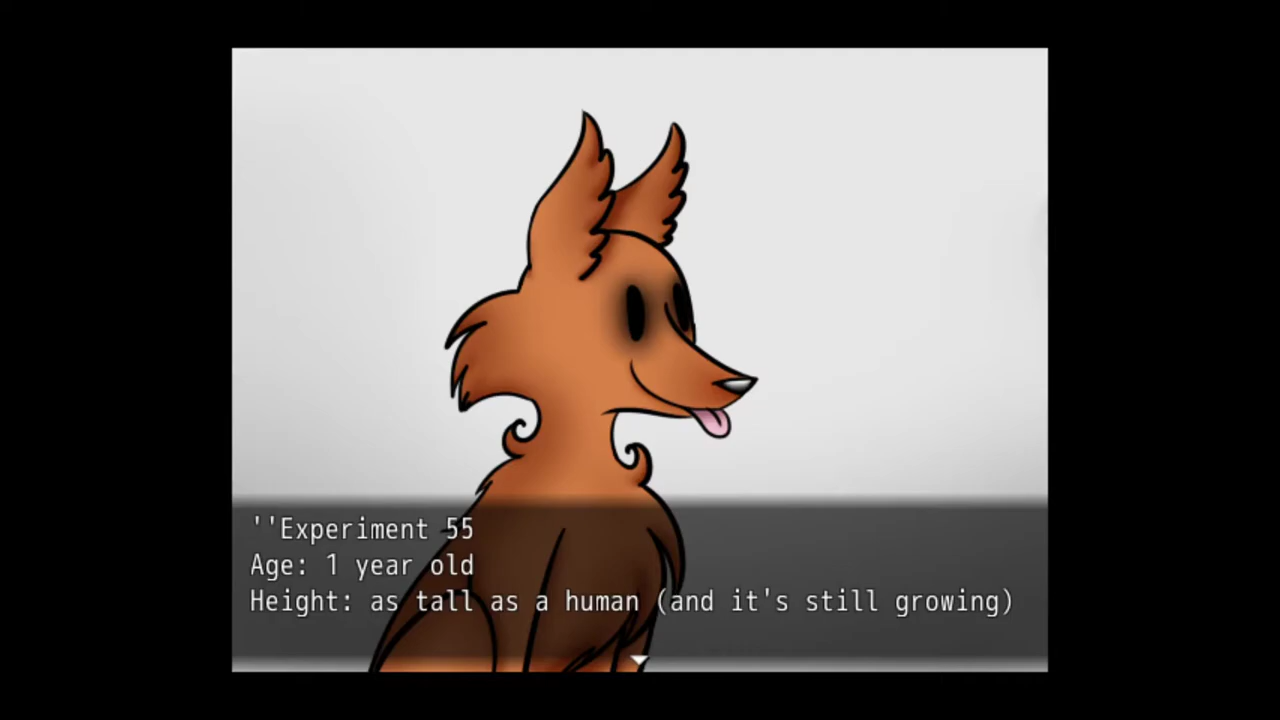 ''Experiment 55
Age: 1 year old
Height: as tall as a human (and it's still growing)